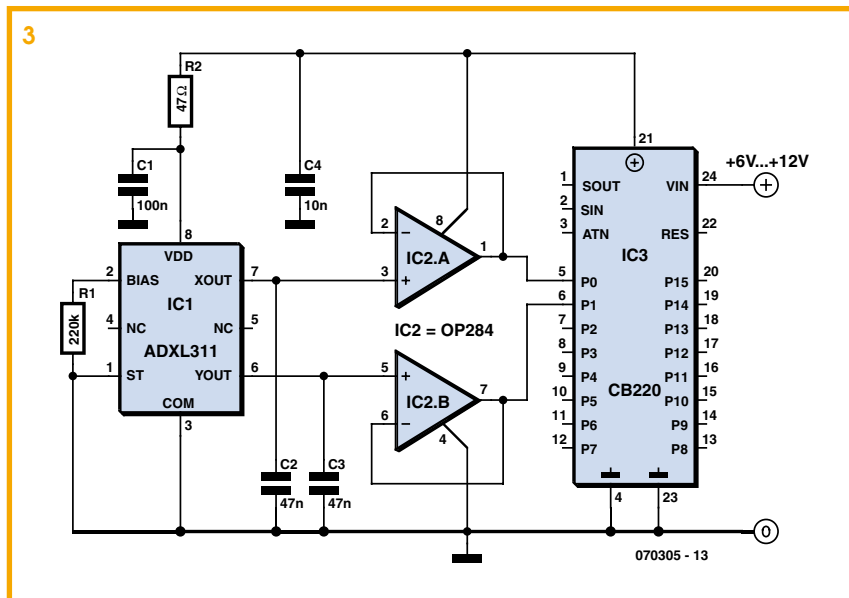 3
R2
47Ω
C1
100n
C4
10n
21
+6V...+12V
8
VDD
2
BIAS
XOUT
7
IC1
R1
220k
4
NC
NC
5
ADXL311
1
ST
YOUT
6
COM
3
2
8
IC2.A
1
3
IC2 = OP284
5
IC2.B
7
6
4
C2
47n
C3
47n
1
SOUT
VIN
24
2
SIN
3
ATN
RES
22
IC3
5
P0
P15
20
6
P1
P14
19
7
P2
P13
18
8
P3
P12
17
9
P4
P11
16
CB220
10
P5
P10
15
11
P6
P9
14
12
P7
P8
13
4
23
0
070305 - 13